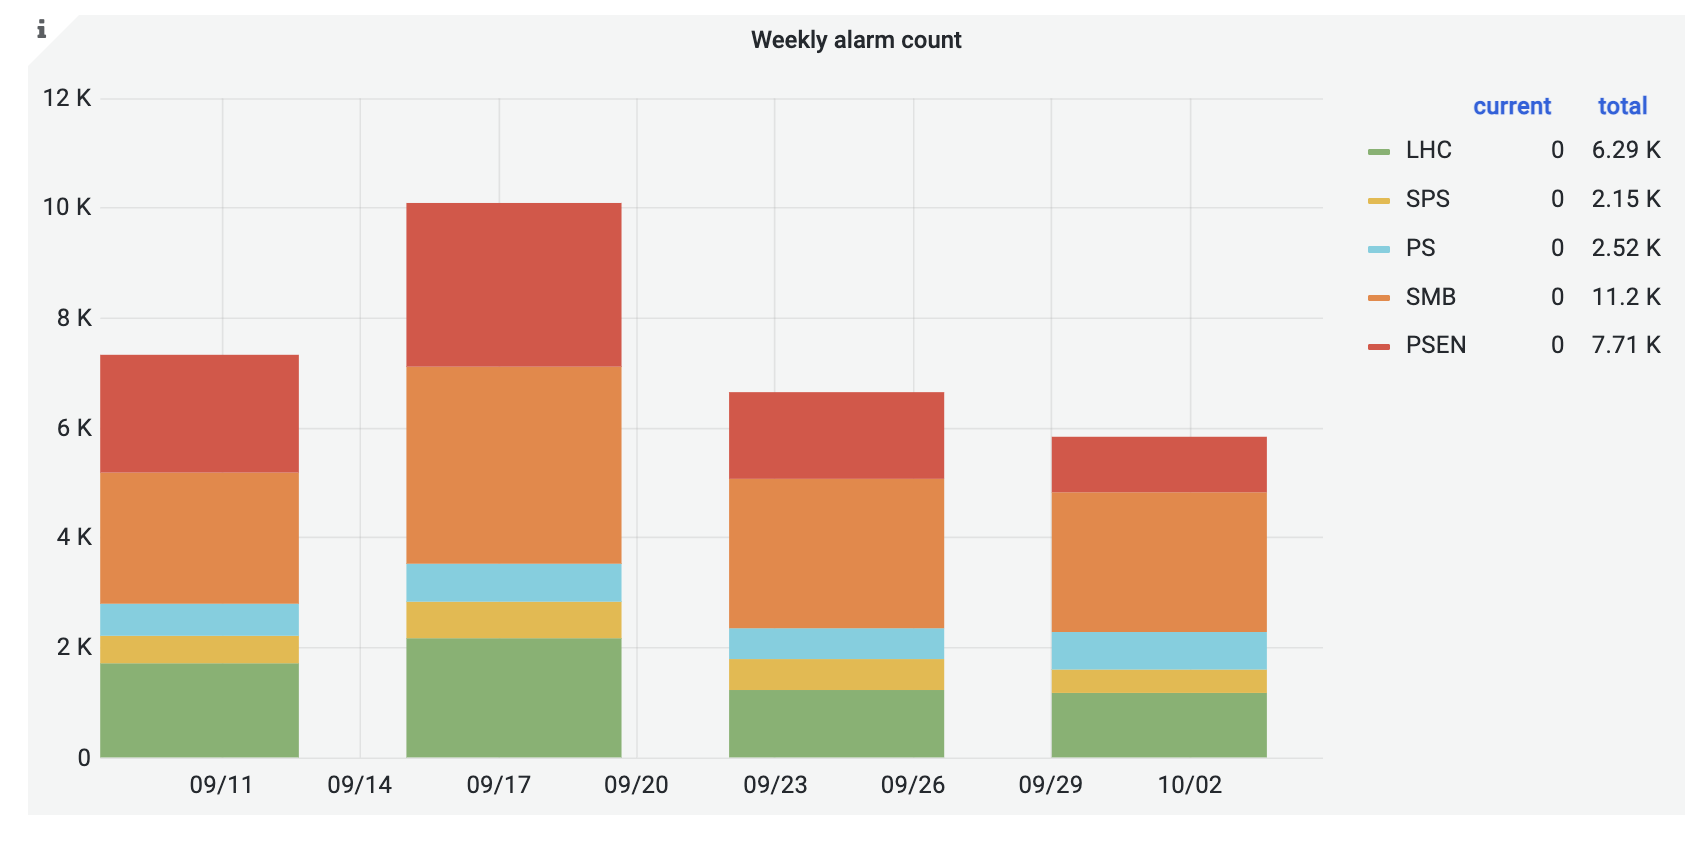 i
Weekly alarm count
12 K
10 K
8 K
6 K
4 K
2 K
0
09/11 09/14 09/17 09/20 09/23 09/26 09/29 10/02
current total
LHC 0 6.29 K
SPS 0 2.15 K
PS 0 2.52 K
SMB 0 11.2 K
PSEN 0 7.71 K